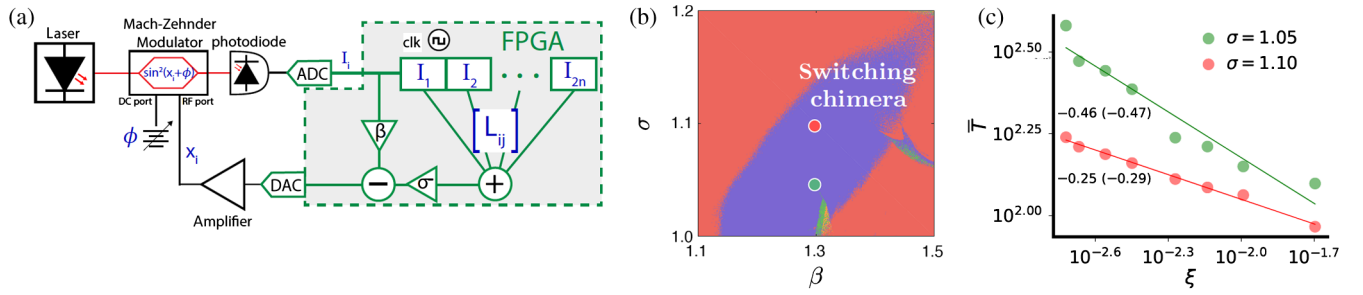 (a)
Laser
Mach-Zehnder
Modulator
sin²(xᵢ+ϕ)
DC port
RF port
photodiode
ADC
Iᵢ
clk
FPGA
I₁ I₂ . . . I₂ₙ
β
[Lᵢⱼ]
ϕ
xᵢ
Amplifier
DAC
−
σ
+
(b)
1.2
Switching
chimera
σ
1.1
1.0
1.1 1.3 1.5
β
(c)
10^2.50
σ = 1.05
σ = 1.10
T̅
10^2.25
−0.46 (−0.47)
−0.25 (−0.29)
10^2.00
10^−2.6 10^−2.3 10^−2.0 10^−1.7
ξ